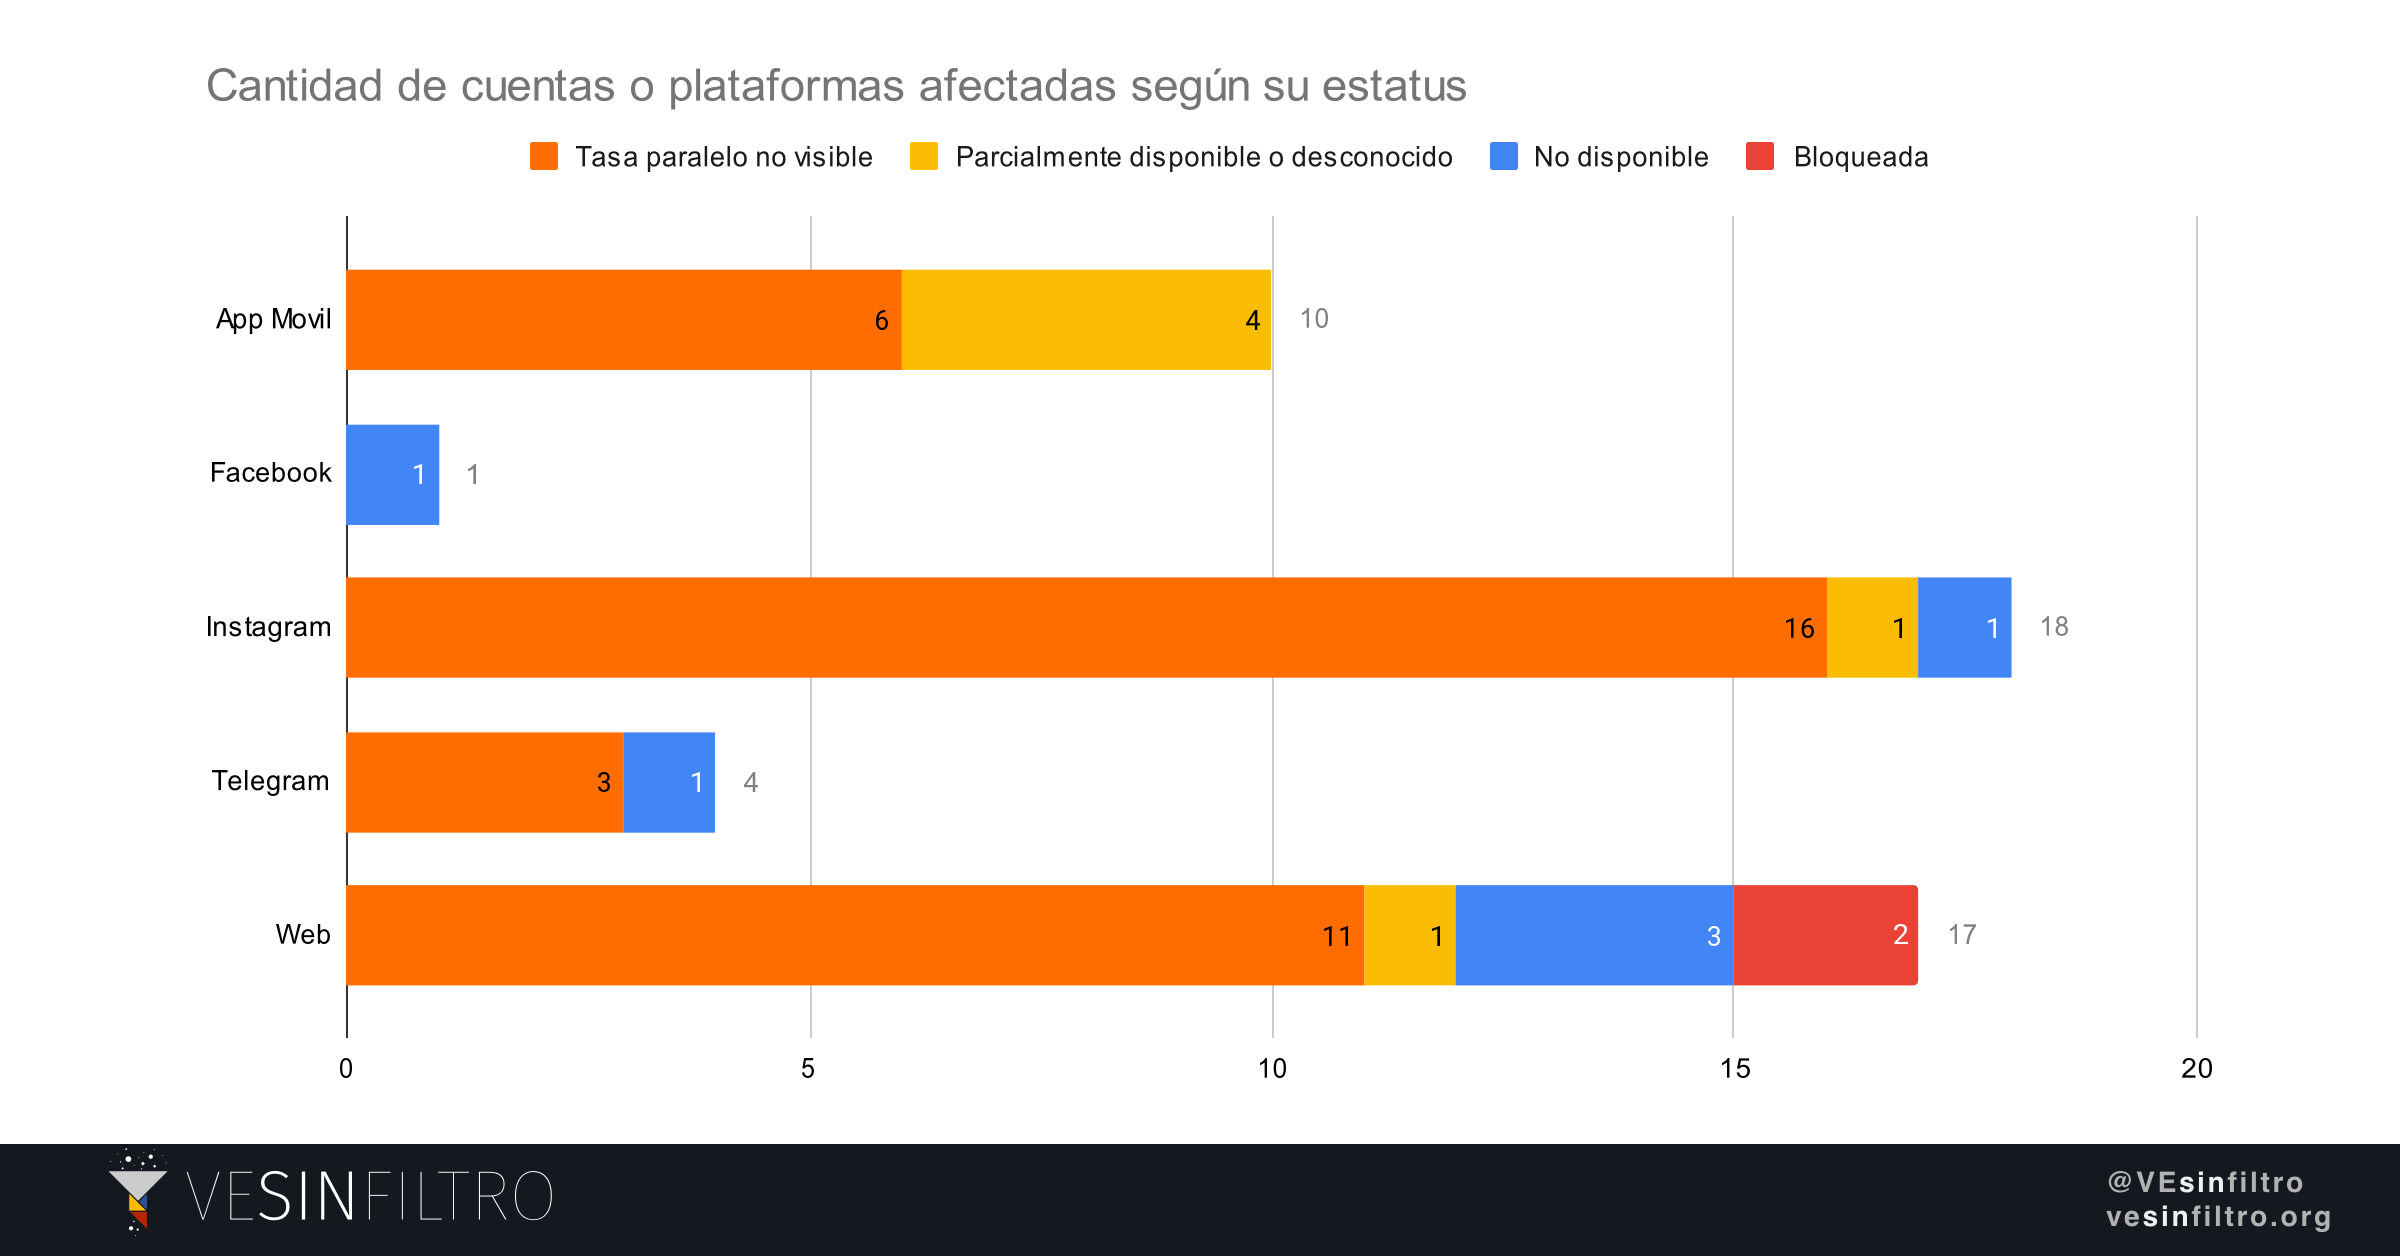 Cantidad de cuentas o plataformas afectadas según su estatus
Tasa paralelo no visible Parcialmente disponible o desconocido No disponible Bloqueada
App Movil 6 4 10
Facebook 1 1
Instagram 16 1 1 18
Telegram 3 1 4
Web 11 1 3 2 17
0 5 10 15 20
VESINFILTRO
@VEsinfiltro
vesinfiltro.org